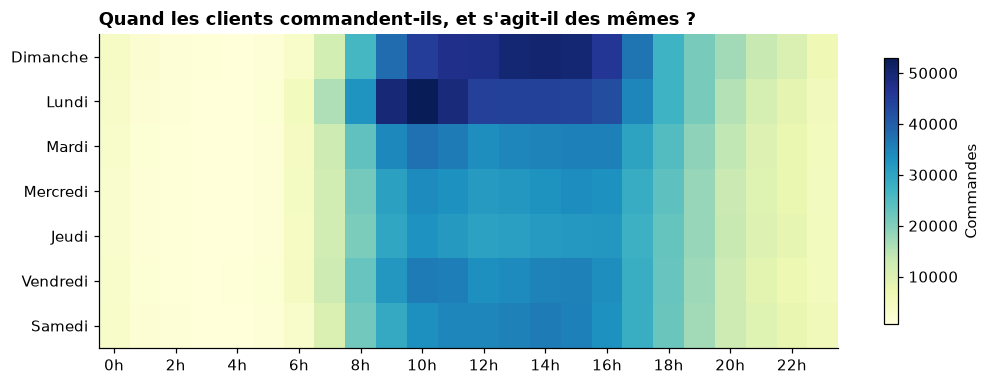 Quand les clients commandent-ils, et s'agit-il des mêmes ?
Dimanche
Lundi
Mardi
Mercredi
Jeudi
Vendredi
Samedi
0h 2h 4h 6h 8h 10h 12h 14h 16h 18h 20h 22h
50000
40000
30000
20000
10000
Commandes